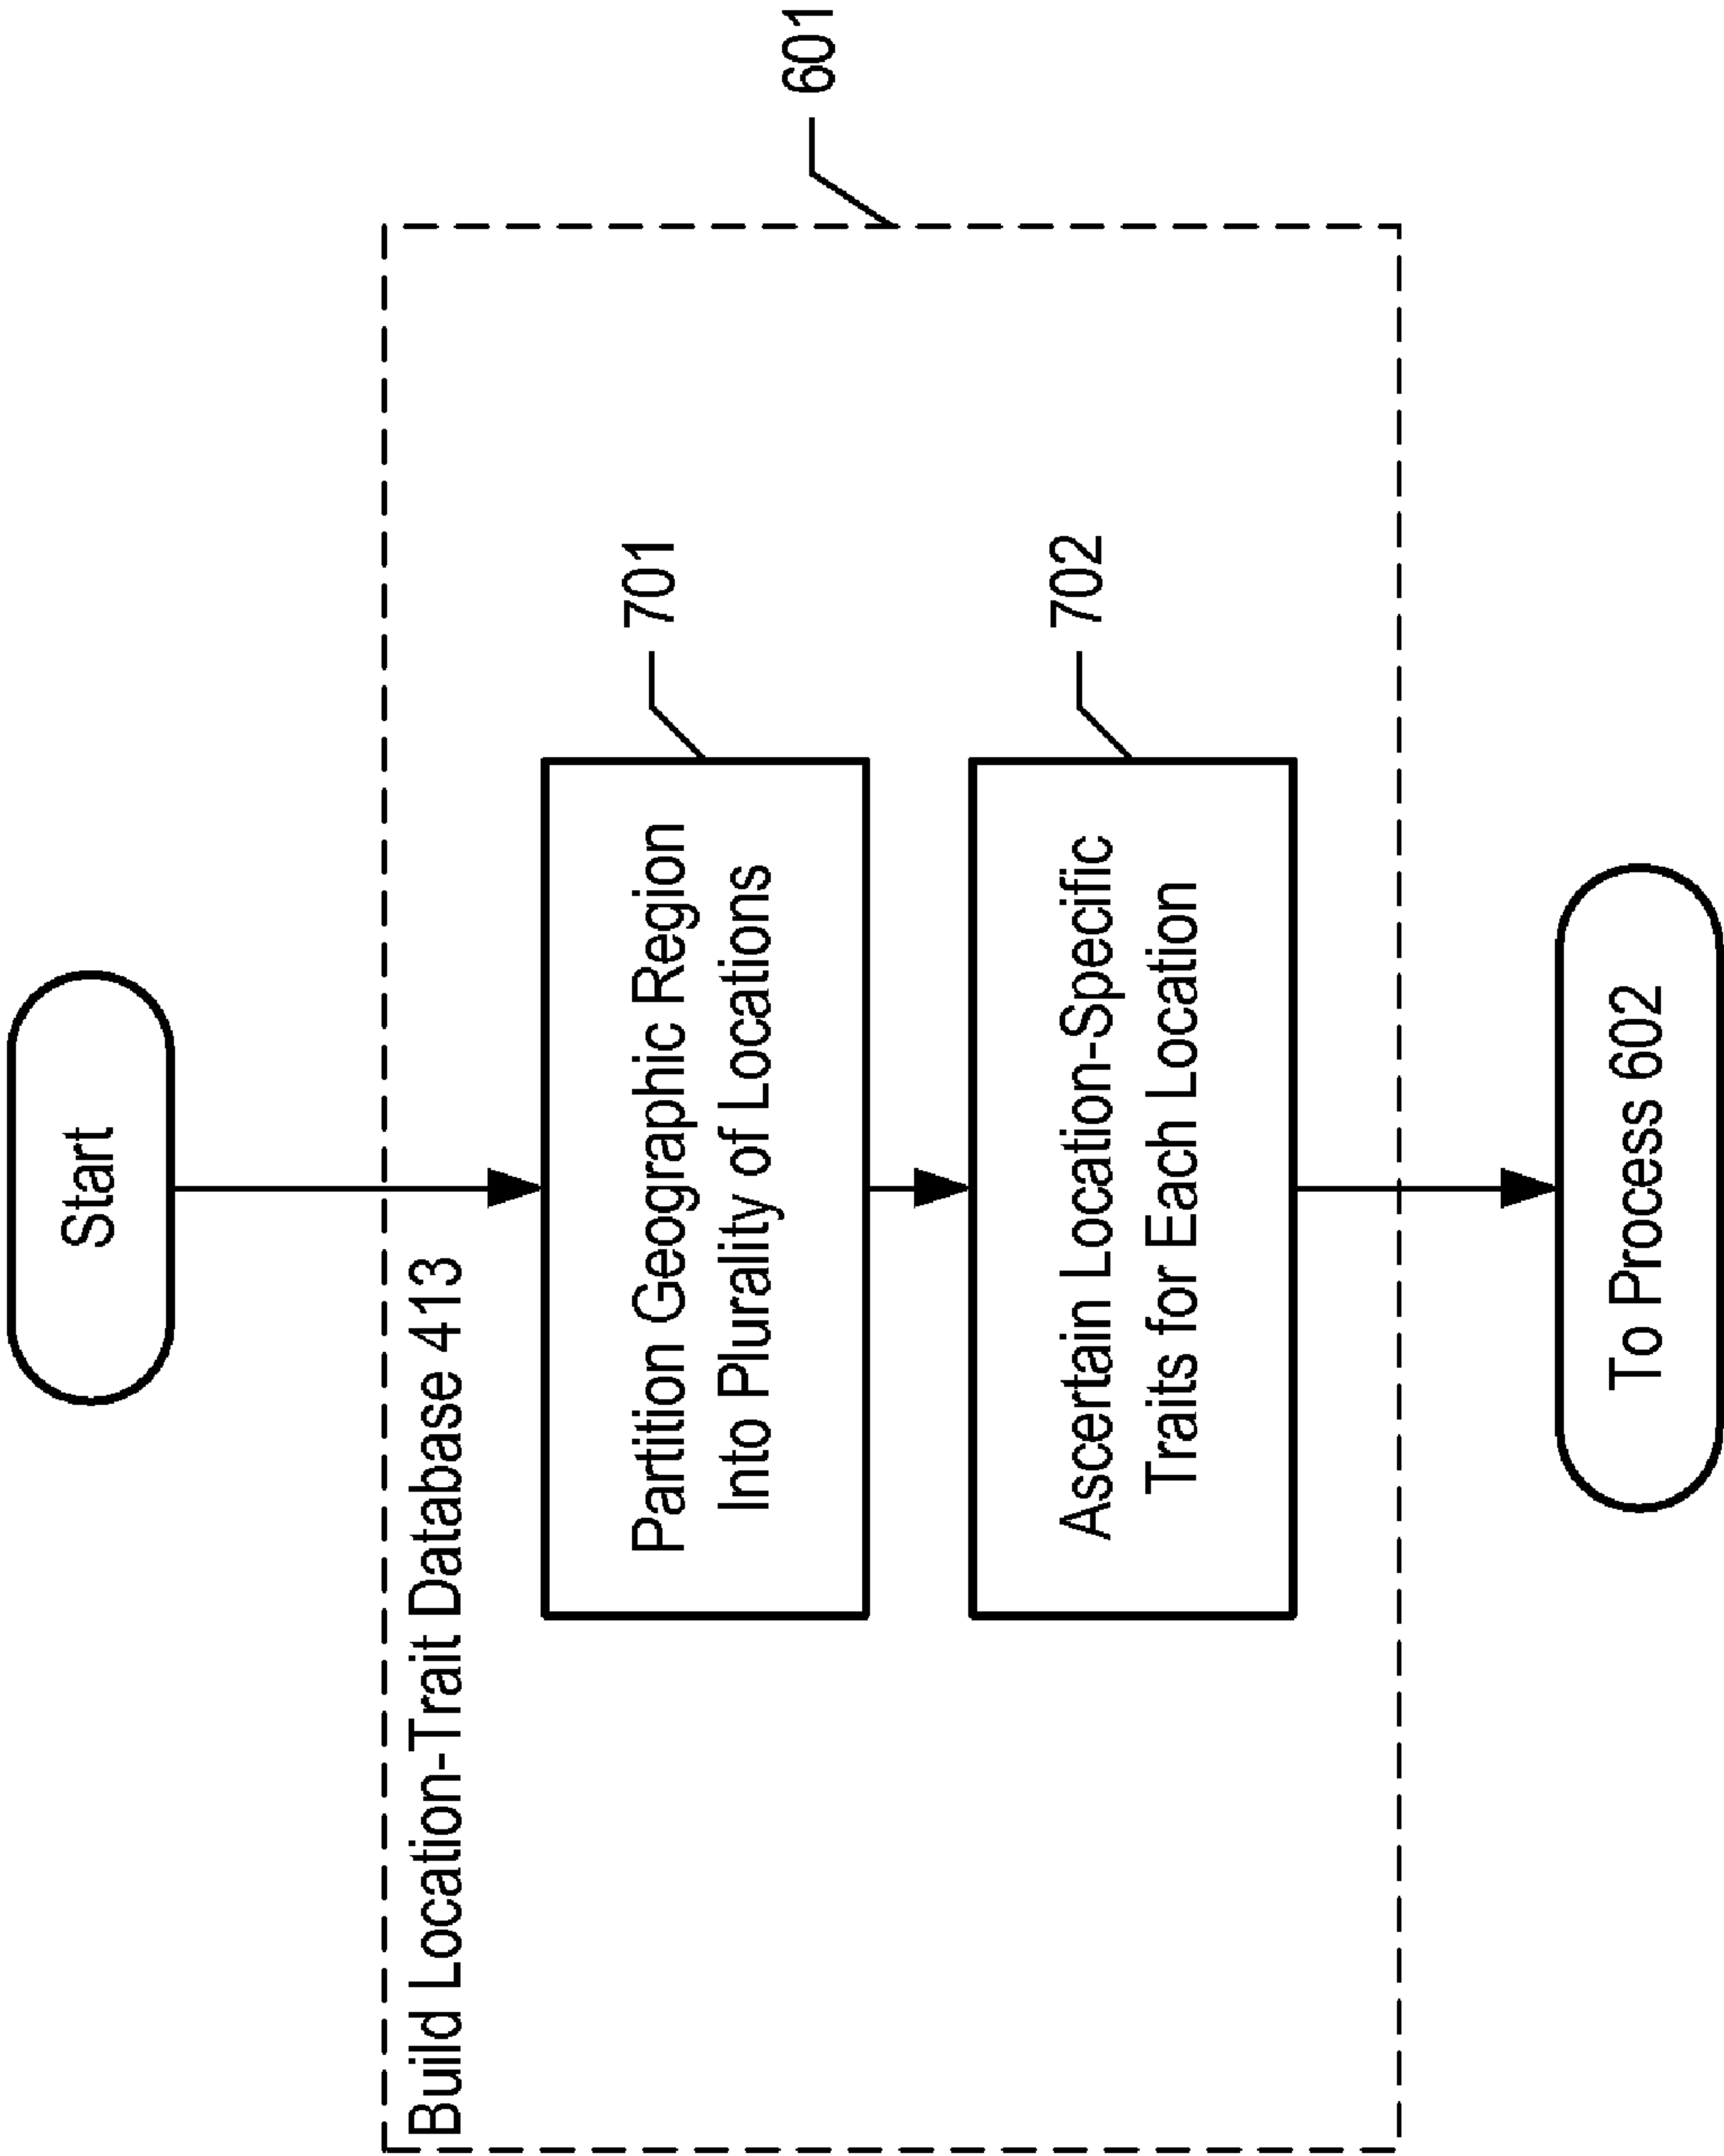 Start
Build Location-Trait Database 413
601
701
Partition Geographic Region
Into Plurality of Locations
702
Ascertain Location-Specific
Traits for Each Location
To Process 602